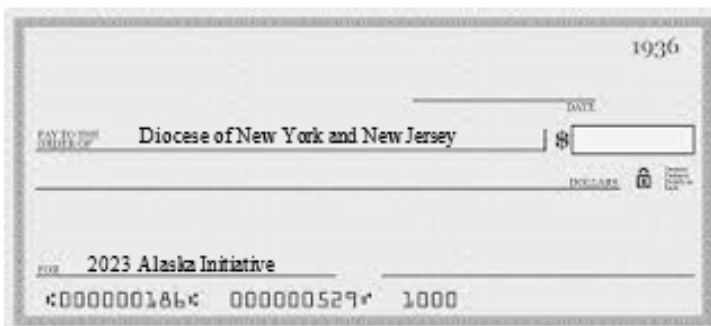 1936
DATE
PAY TO THE
ORDER OF Diocese of New York and New Jersey $
DOLLARS
FOR 2023 Alaska Initiative
⑆000000186⑆ 000000529⑈ 1000